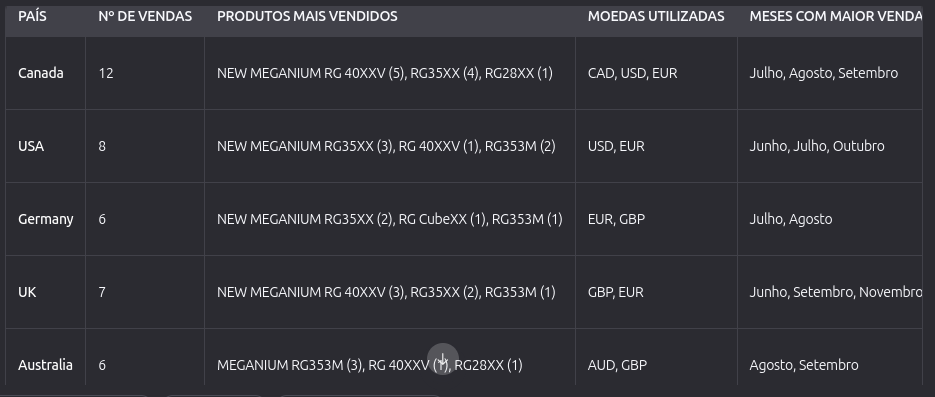 PAÍS Nº DE VENDAS PRODUTOS MAIS VENDIDOS MOEDAS UTILIZADAS MESES COM MAIOR VENDA
Canada 12 NEW MEGANIUM RG 40XXV (5), RG35XX (4), RG28XX (1) CAD, USD, EUR Julho, Agosto, Setembro
USA 8 NEW MEGANIUM RG35XX (3), RG 40XXV (1), RG353M (2) USD, EUR Junho, Julho, Outubro
Germany 6 NEW MEGANIUM RG35XX (2), RG CubeXX (1), RG353M (1) EUR, GBP Julho, Agosto
UK 7 NEW MEGANIUM RG 40XXV (3), RG35XX (2), RG353M (1) GBP, EUR Junho, Setembro, Novembro
Australia 6 MEGANIUM RG353M (3), RG 40XXV (1), RG28XX (1) AUD, GBP Agosto, Setembro